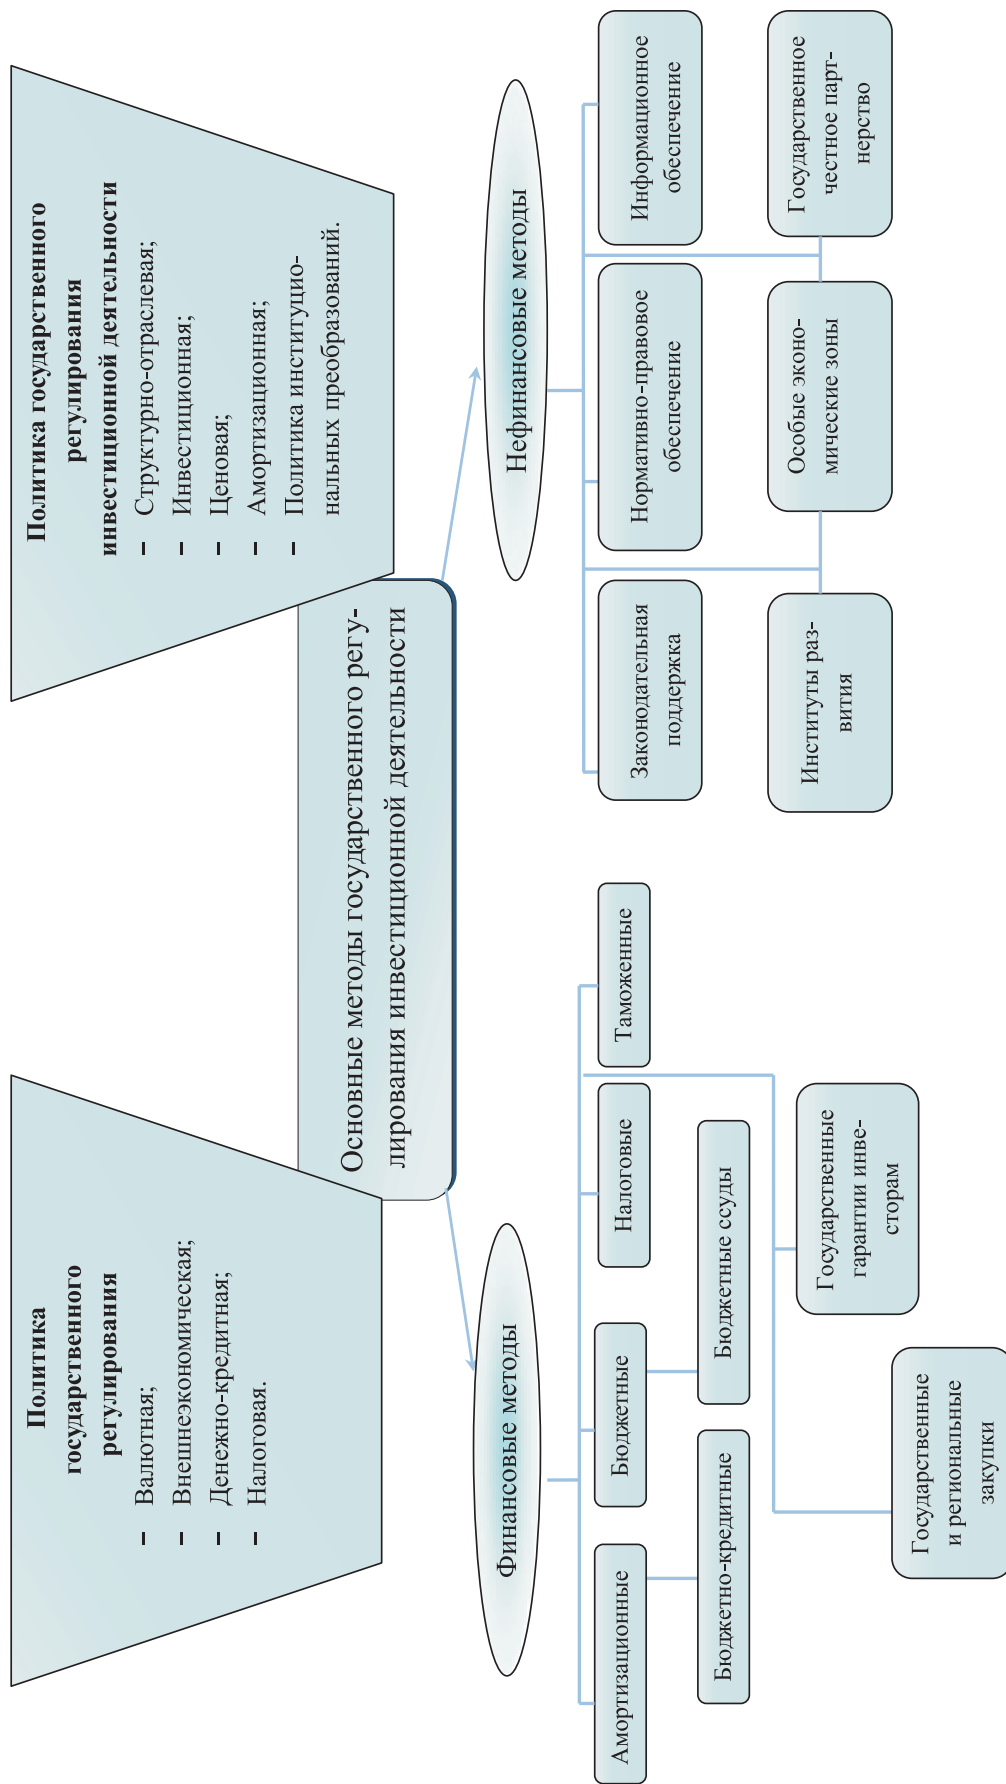 Политика
государственного
регулирования
− Валютная;
− Внешнеэкономическая;
− Денежно-кредитная;
− Налоговая.
Политика государственного
регулирования
инвестиционной деятельности
− Структурно-отраслевая;
− Инвестиционная;
− Ценовая;
− Амортизационная;
− Политика институцио-
нальных преобразований.
Основные методы государственного регу-
лирования инвестиционной деятельности
Финансовые методы
Амортизационные
Бюджетные
Налоговые
Таможенные
Бюджетно-кредитные
Бюджетные ссуды
Государственные
гарантии инве-
сторам
Государственные
и региональные
закупки
Нефинансовые методы
Законодательная
поддержка
Нормативно-правовое
обеспечение
Информационное
обеспечение
Институты раз-
вития
Особые эконо-
мические зоны
Государственное
честное парт-
нерство